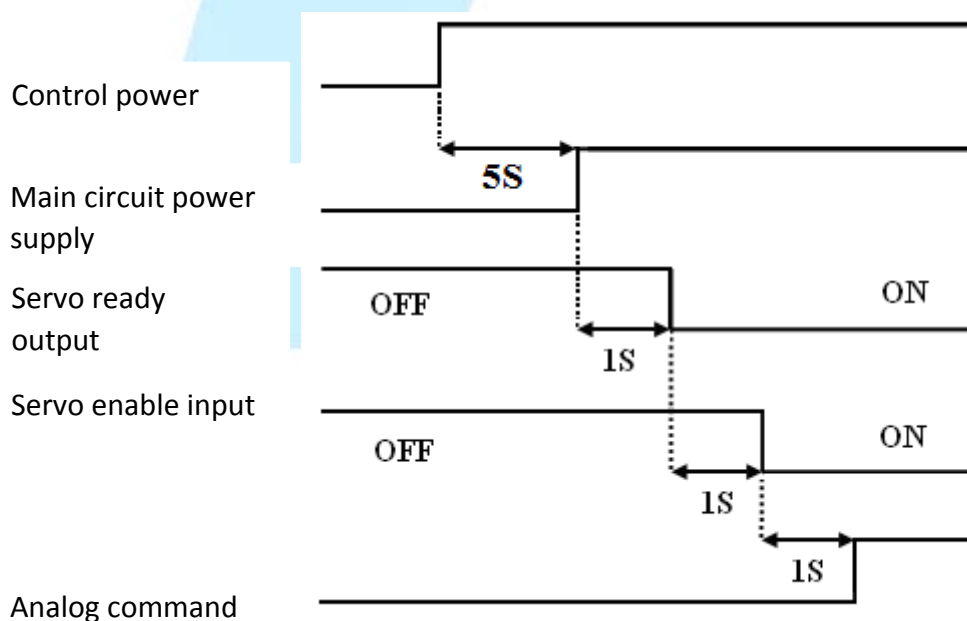 Control power
5S
Main circuit power
supply
Servo ready
output
OFF
ON
1S
Servo enable input
OFF
ON
1S
1S
Analog command